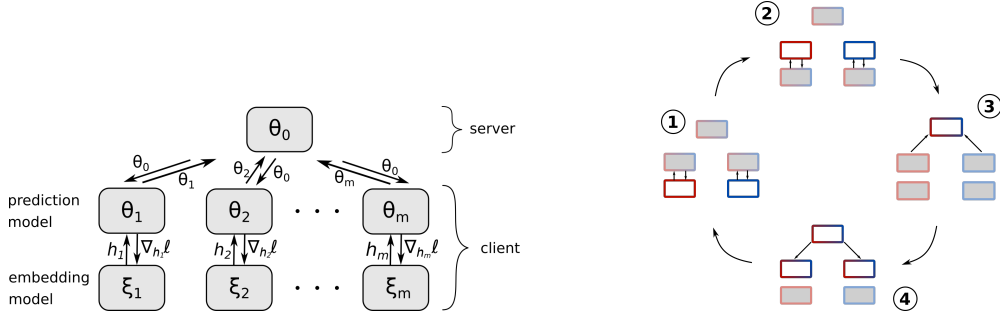 θ₀
server
θ₀ θ₁ θ₂ θ₀ θₘ θ₀
prediction
model
θ₁ θ₂ · · · θₘ
h₁ ∇h₁ℓ h₂ ∇h₂ℓ hₘ ∇hₘℓ
client
embedding
model
ξ₁ ξ₂ · · · ξₘ
2
1
3
4